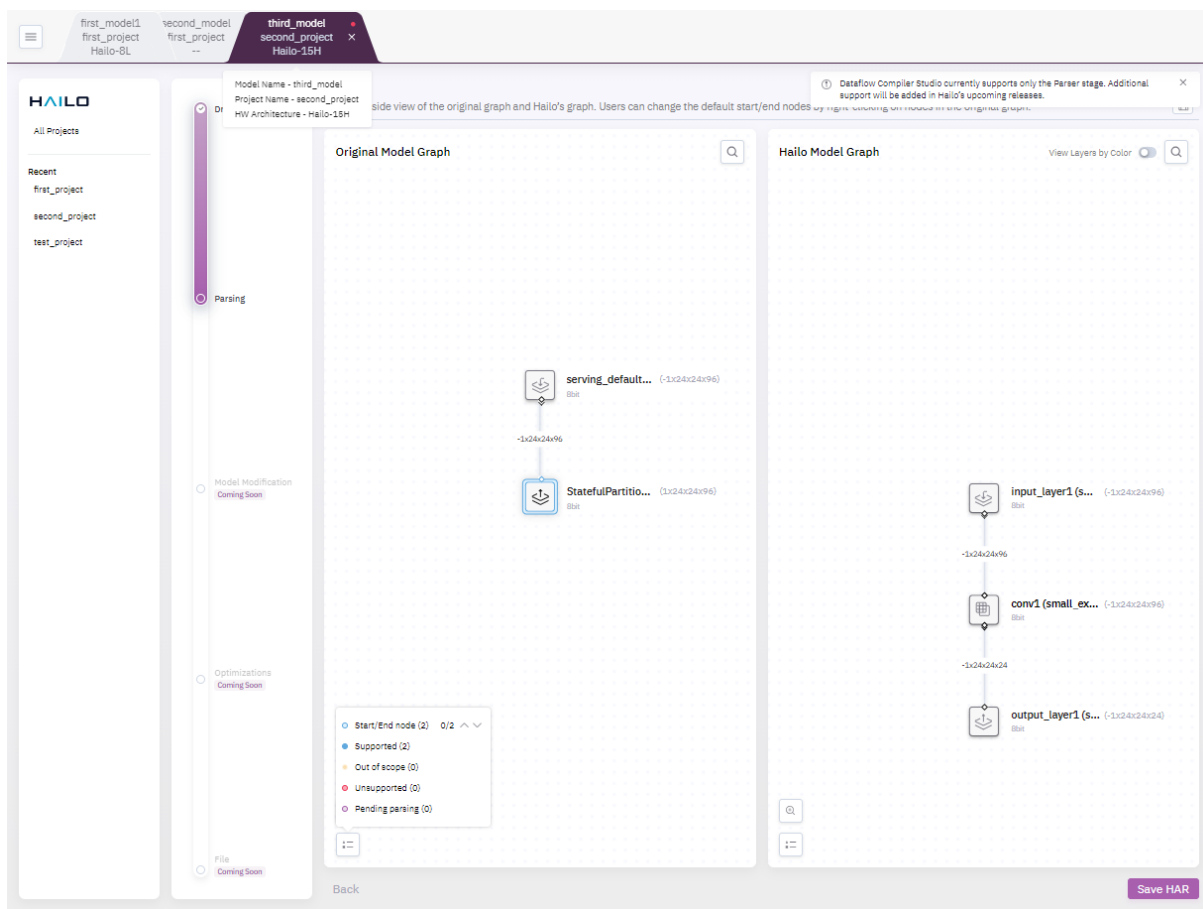 first_model1
first_project
Hailo-8L
second_model
first_project
--
third_model
second_project
Hailo-15H
Model Name - third_model
Project Name - second_project
HW Architecture - Hailo-15H
Dataflow Compiler Studio currently supports only the Parser stage. Additional
support will be added in Hailo's upcoming releases.
side view of the original graph and Hailo's graph. Users can change the default start/end nodes by right-clicking on nodes in the original graph.
HAILO
All Projects
Recent
first_project
second_project
test_project
Parsing
Model Modification
Coming Soon
Optimizations
Coming Soon
File
Coming Soon
Original Model Graph
serving_default... (-1x24x24x96)
8bit
-1x24x24x96
StatefulPartitio... (1x24x24x96)
8bit
Start/End node (2) 0/2
Supported (2)
Out of scope (0)
Unsupported (0)
Pending parsing (0)
Hailo Model Graph
View Layers by Color
input_layer1 (s... (-1x24x24x96)
8bit
-1x24x24x96
conv1 (small_ex... (-1x24x24x96)
8bit
-1x24x24x24
output_layer1 (s... (-1x24x24x24)
8bit
Back
Save HAR